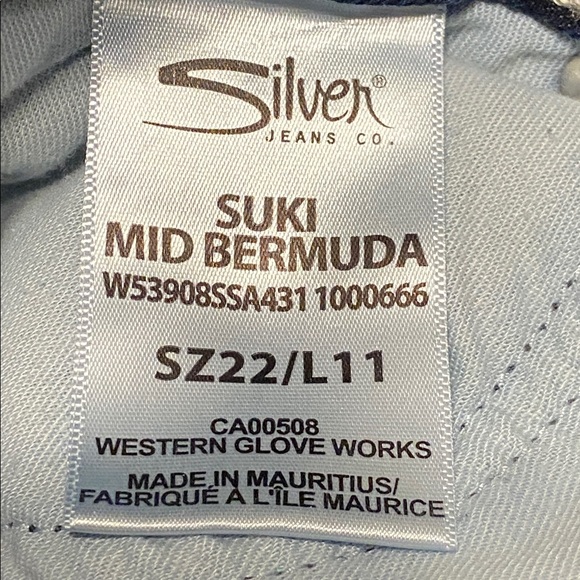 Silver®
JEANS CO.
SUKI
MID BERMUDA
W53908SSA431 1000666
SZ22/L11
CA00508
WESTERN GLOVE WORKS
MADE IN MAURITIUS/
FABRIQUÉ À L'ÎLE MAURICE